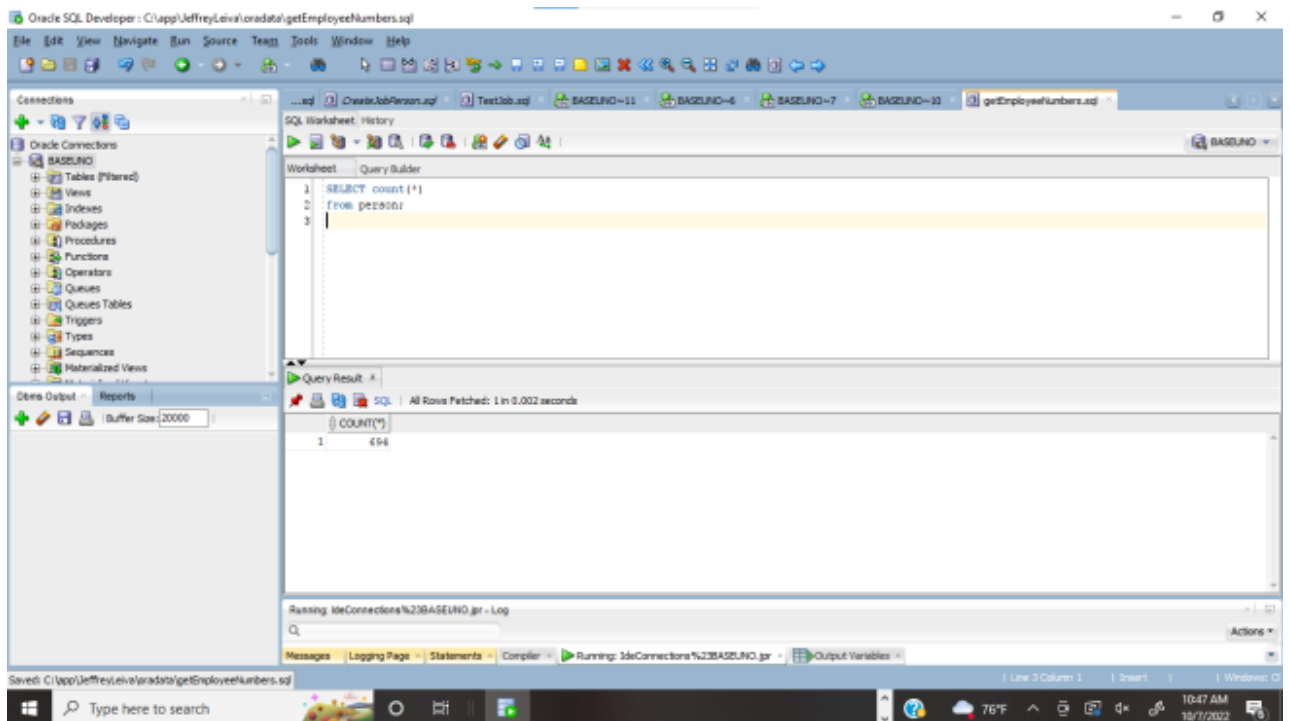 Oracle SQL Developer : C:\app\JeffreyLeiva\oradata\getEmployeeNumbers.sql
File Edit View Navigate Run Source Team Tools Window Help
Connections
Oracle Connections
BASEUNO
Tables (Filtered)
Views
Indexes
Packages
Procedures
Functions
Operators
Queues
Queues Tables
Triggers
Types
Sequences
Materialized Views
Dbms Output Reports
Buffer Size: 20000
...sql CreateJobPerson.sql TestJob.sql BASEUNO~11 BASEUNO~6 BASEUNO~7 BASEUNO~10 getEmployeeNumbers.sql
SQL Worksheet History
BASEUNO
Worksheet Query Builder
1 SELECT count(*)
2 from person;
3
Query Result
SQL | All Rows Fetched: 1 in 0.002 seconds
COUNT(*)
1 694
Running: IdeConnections%23BASEUNO.jpr - Log
Actions
Messages Logging Page Statements Compiler Running: IdeConnections%23BASEUNO.jpr Output Variables
Saved: C:\app\JeffreyLeiva\oradata\getEmployeeNumbers.sql
| Line 3 Column 1 | Insert | | Windows: C
Type here to search
76°F
10:47 AM
10/7/2022